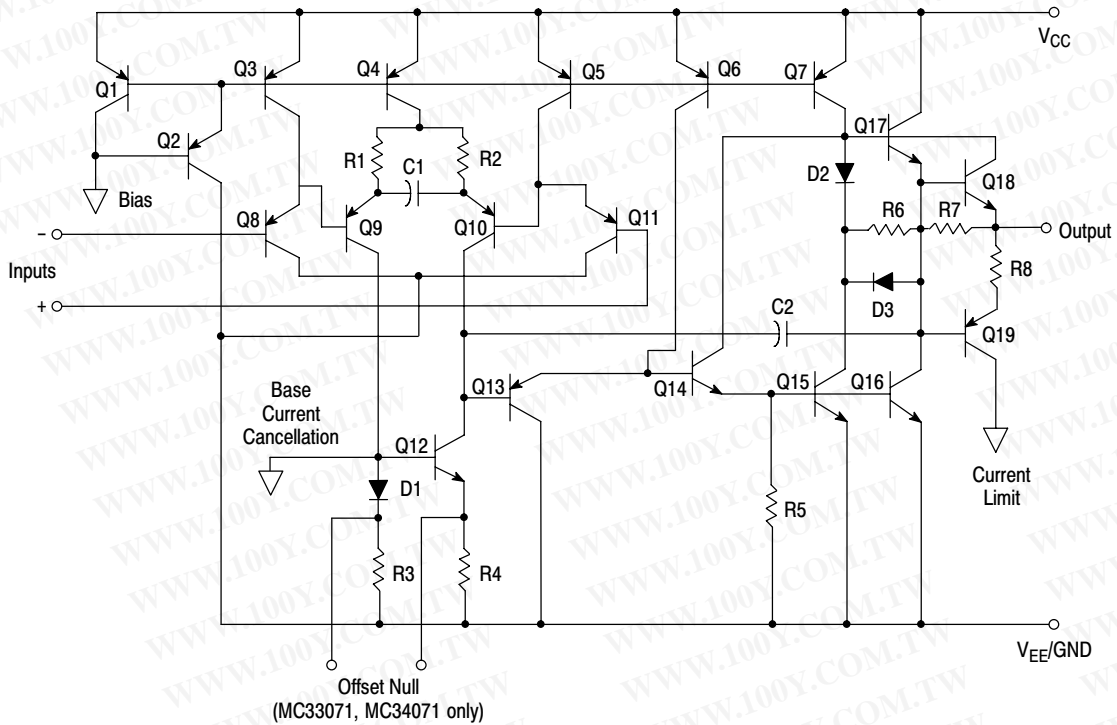 VCC
Q1
Q3
Q4
Q5
Q6
Q7
Q2
Q17
R1
C1
R2
D2
Q18
Bias
Q8
Q9
Q10
Q11
R6
R7
−
Output
Inputs
R8
+
D3
C2
Q19
Q13
Q14
Q15
Q16
Base
Current
Cancellation
Q12
D1
Current
Limit
R5
R3
R4
VEE/GND
Offset Null
(MC33071, MC34071 only)
WWW.100Y.COM.TW